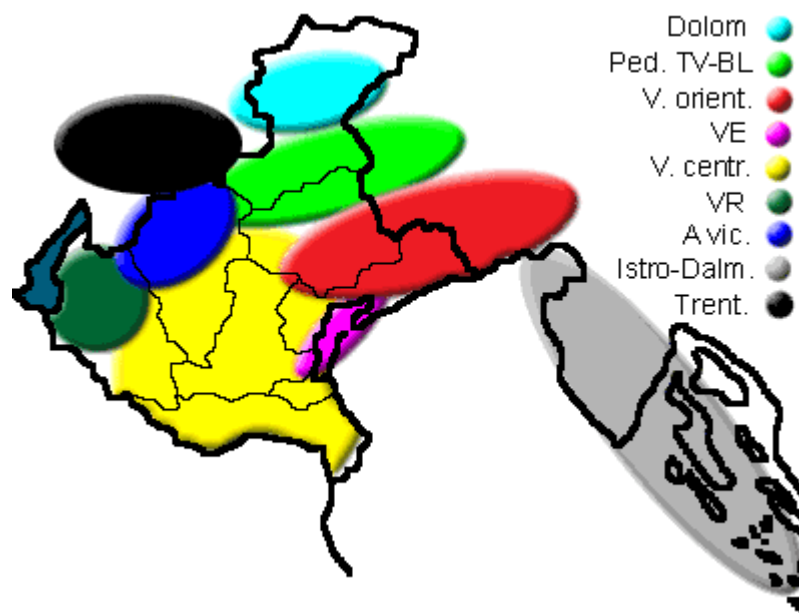 Dolom
Ped. TV-BL
V. orient.
VE
V. centr.
VR
A vic.
Istro-Dalm.
Trent.